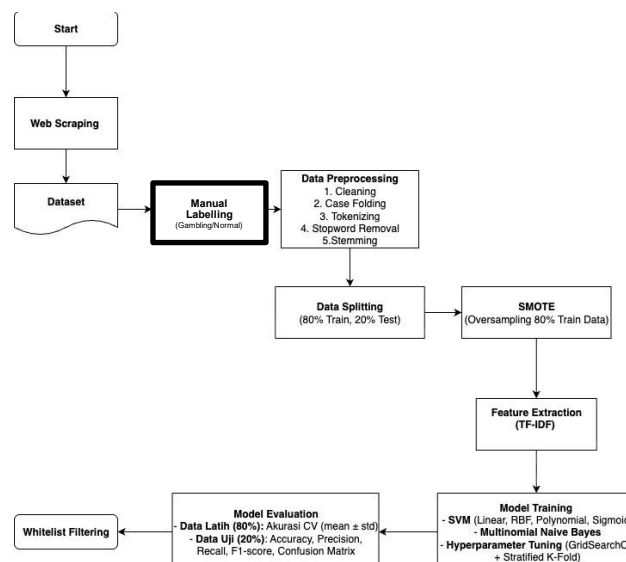 Start
Web Scraping
Dataset
Manual
Labelling
(Gambling/Normal)
Data Preprocessing
1. Cleaning
2. Case Folding
3. Tokenizing
4. Stopword Removal
5.Stemming
Data Splitting
(80% Train, 20% Test)
SMOTE
(Oversampling 80% Train Data)
Feature Extraction
(TF-IDF)
Model Training
- SVM (Linear, RBF, Polynomial, Sigmoid
- Multinomial Naive Bayes
- Hyperparameter Tuning (GridSearchC
+ Stratified K-Fold)
Model Evaluation
- Data Latih (80%): Akurasi CV (mean ± std)
- Data Uji (20%): Accuracy, Precision,
Recall, F1-score, Confusion Matrix
Whitelist Filtering